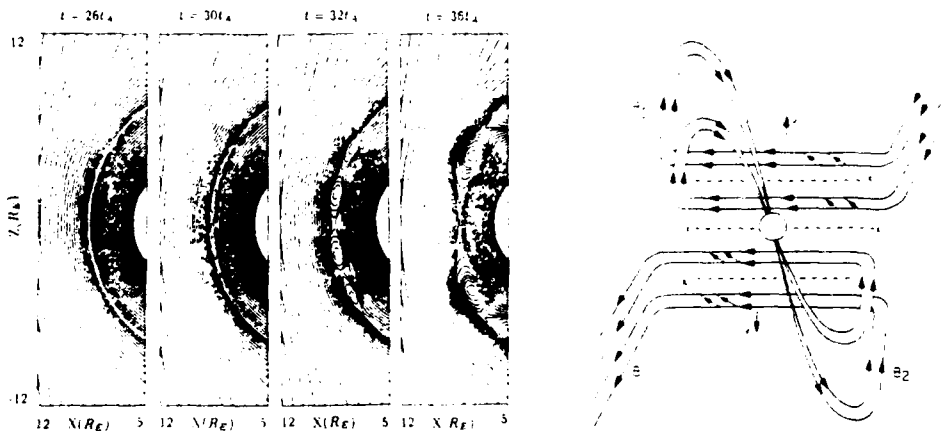 t = 26tA t = 30tA t = 32tA t = 36tA
12
Z(RE)
-12
12 X(RE) 5 12 X(RE) 5 12 X(RE) 5 12 X(RE) 5
B B2